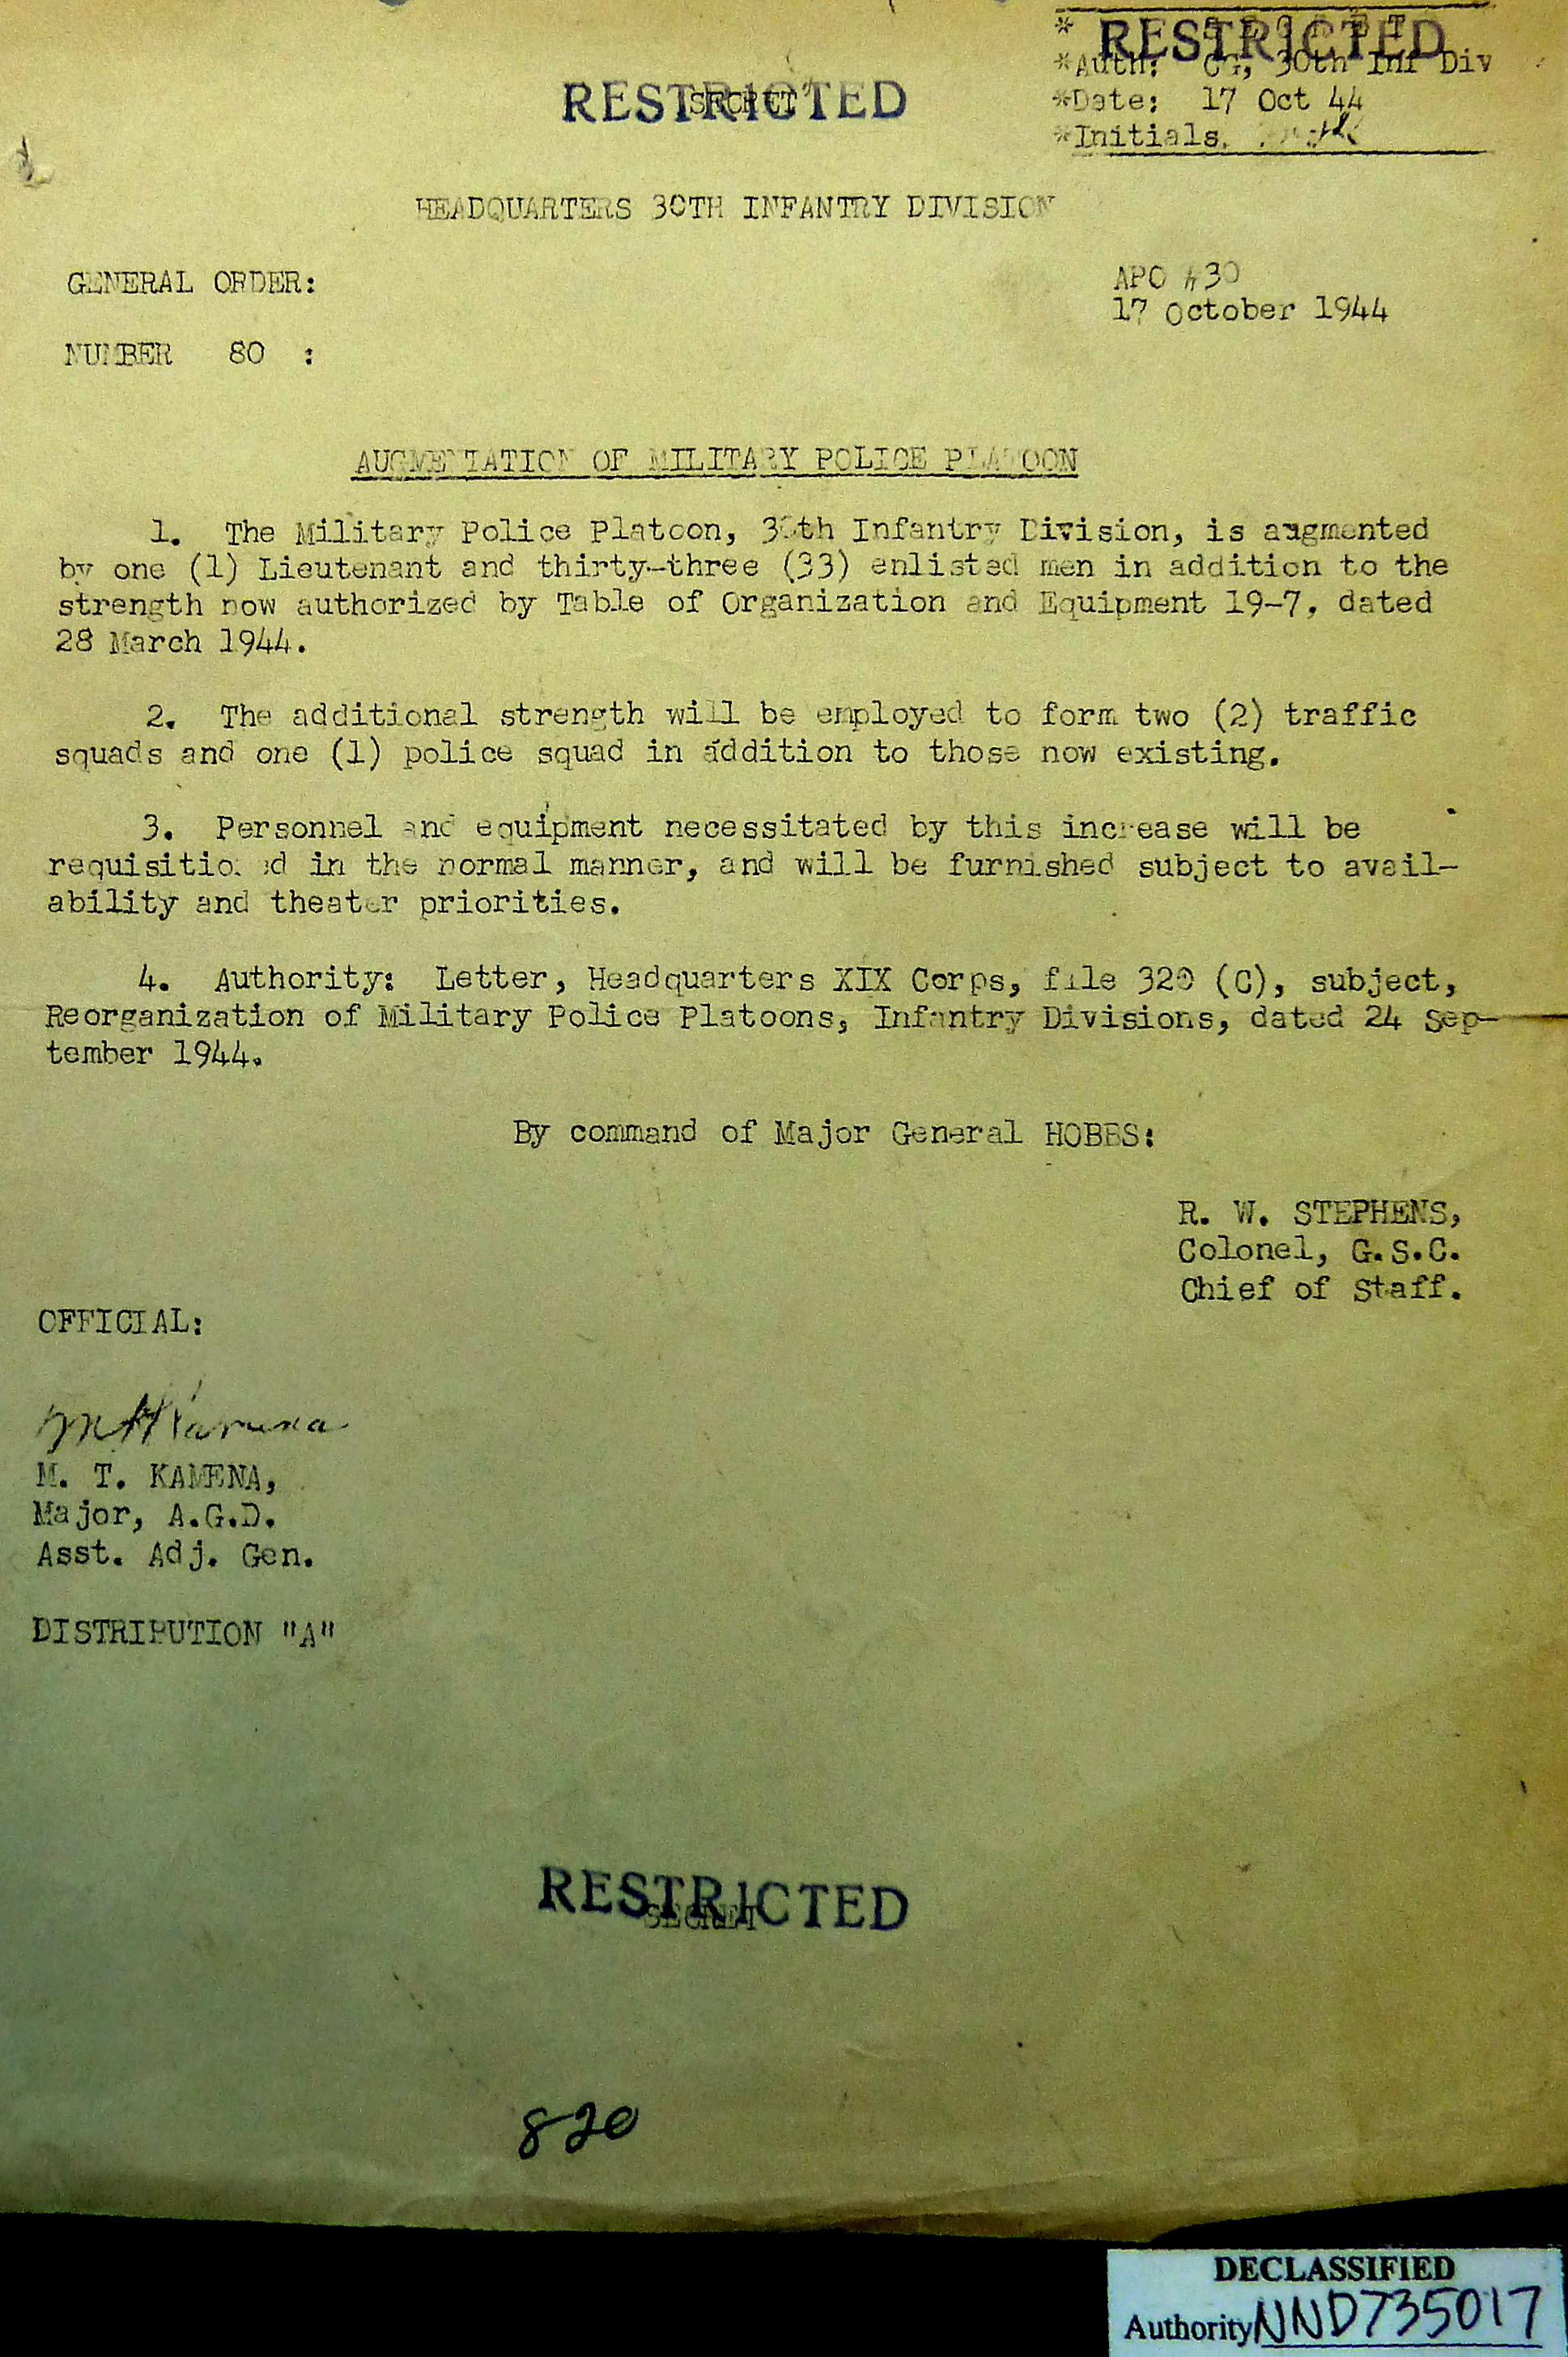 * S E C R E T
RESTRICTED
*Auth: CG, 30th Inf Div
*Date: 17 Oct 44
*Initials.
RESTRICTED
SECRET
HEADQUARTERS 30TH INFANTRY DIVISION
GENERAL ORDER:
APO #30
17 October 1944
NUMBER 80 :
AUGMENTATION OF MILITARY POLICE PLATOON
1. The Military Police Platoon, 30th Infantry Division, is augmented
by one (1) Lieutenant and thirty-three (33) enlisted men in addition to the
strength now authorized by Table of Organization and Equipment 19-7, dated
28 March 1944.
2. The additional strength will be employed to form two (2) traffic
squads and one (1) police squad in addition to those now existing.
3. Personnel and equipment necessitated by this increase will be
requisitioned in the normal manner, and will be furnished subject to avail-
ability and theater priorities.
4. Authority: Letter, Headquarters XIX Corps, file 320 (C), subject,
Reorganization of Military Police Platoons, Infantry Divisions, dated 24 Sep-
tember 1944.
By command of Major General HOBBS:
R. W. STEPHENS,
Colonel, G.S.C.
Chief of Staff.
OFFICIAL:
M T Kamena
M. T. KAMENA,
Major, A.G.D.
Asst. Adj. Gen.
DISTRIBUTION "A"
RESTRICTED
SECRET
820
DECLASSIFIED
Authority NND735017